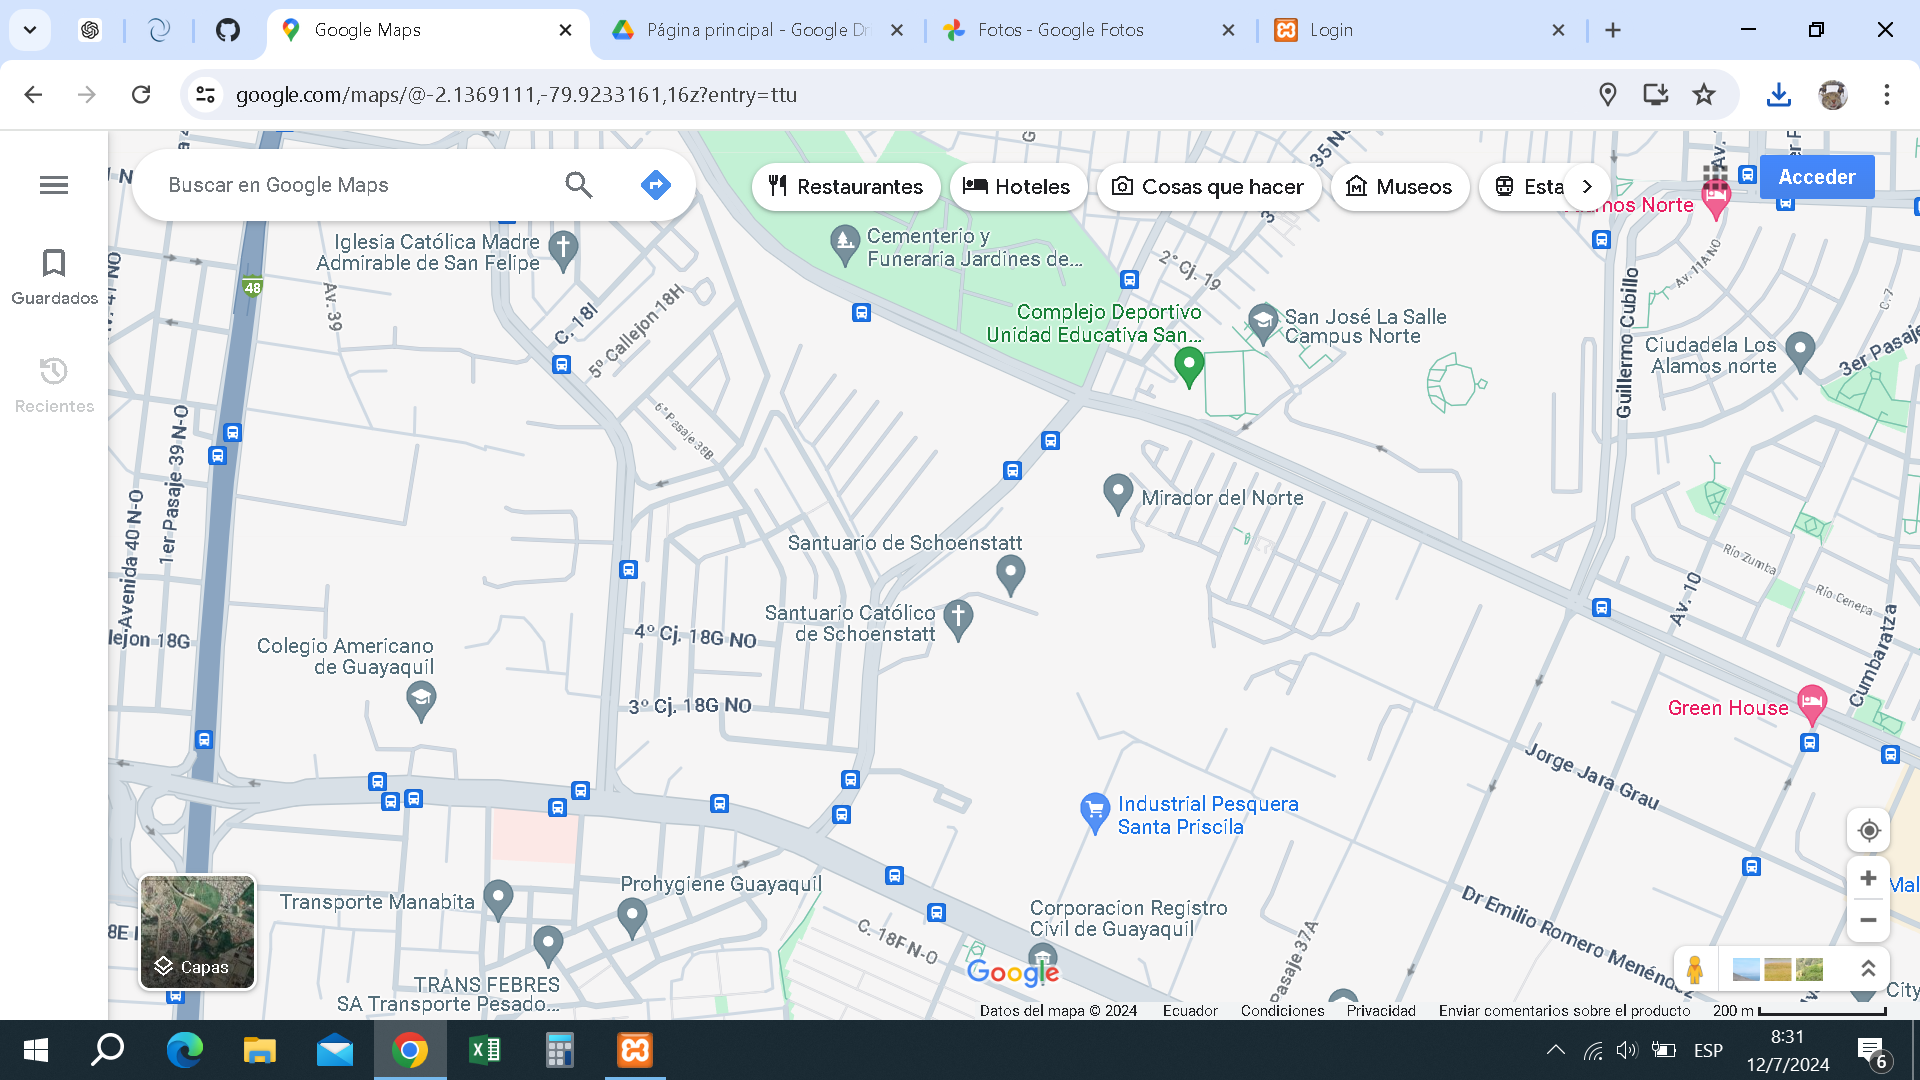 Google Maps
Página principal - Google Dr
Fotos - Google Fotos
Login
google.com/maps/@-2.1369111,-79.9233161,16z?entry=ttu
Buscar en Google Maps
Restaurantes
Hoteles
Cosas que hacer
Museos
Esta
Acceder
Guardados
Recientes
Iglesia Católica Madre
Admirable de San Felipe
Cementerio y
Funeraria Jardines de...
Complejo Deportivo
Unidad Educativa San...
San José La Salle
Campus Norte
Ciudadela Los
Alamos norte
amos Norte
35 NO
2° Cj. 19
Av. 11A NO
C. 7
3er Pasaje
Guillermo Cubillo
48
Av. 39
C. 18I
5° Callejon 18H
6° Pasaje 38B
1er Pasaje 39 N-O
Avenida 40 N-O
lejon 18G
Mirador del Norte
Santuario de Schoenstatt
Santuario Católico
de Schoenstatt
Colegio Americano
de Guayaquil
4° Cj. 18G NO
3° Cj. 18G NO
Río Zumba
Río Cenepa
Av. 10
Cumbaratza
Green House
Jorge Jara Grau
Industrial Pesquera
Santa Priscila
Dr Emilio Romero Menéndez
Mal
Prohygiene Guayaquil
Transporte Manabita
TRANS FEBRES
SA Transporte Pesado...
C. 18F N-O
Corporacion Registro
Civil de Guayaquil
Pasaje 37A
City
Capas
Google
Datos del mapa © 2024
Ecuador
Condiciones
Privacidad
Enviar comentarios sobre el producto
200 m
ESP
8:31
12/7/2024
6